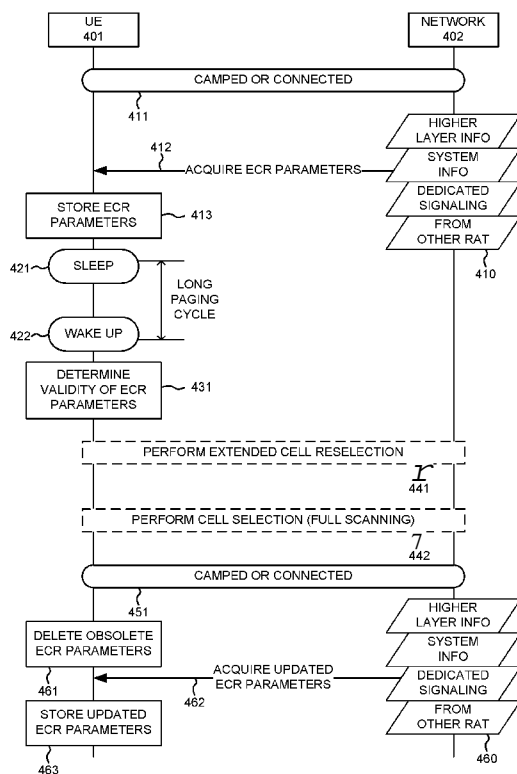 UE
401
NETWORK
402
CAMPED OR CONNECTED
411
HIGHER
LAYER INFO
412
ACQUIRE ECR PARAMETERS
SYSTEM
INFO
STORE ECR
PARAMETERS
413
DEDICATED
SIGNALING
FROM
OTHER RAT
410
421
SLEEP
LONG
PAGING
CYCLE
422
WAKE UP
DETERMINE
VALIDITY OF ECR
PARAMETERS
431
PERFORM EXTENDED CELL RESELECTION
441
PERFORM CELL SELECTION (FULL SCANNING)
442
CAMPED OR CONNECTED
451
HIGHER
LAYER INFO
DELETE OBSOLETE
ECR PARAMETERS
461
SYSTEM
INFO
ACQUIRE UPDATED
ECR PARAMETERS
462
DEDICATED
SIGNALING
STORE UPDATED
ECR PARAMETERS
463
FROM
OTHER RAT
460